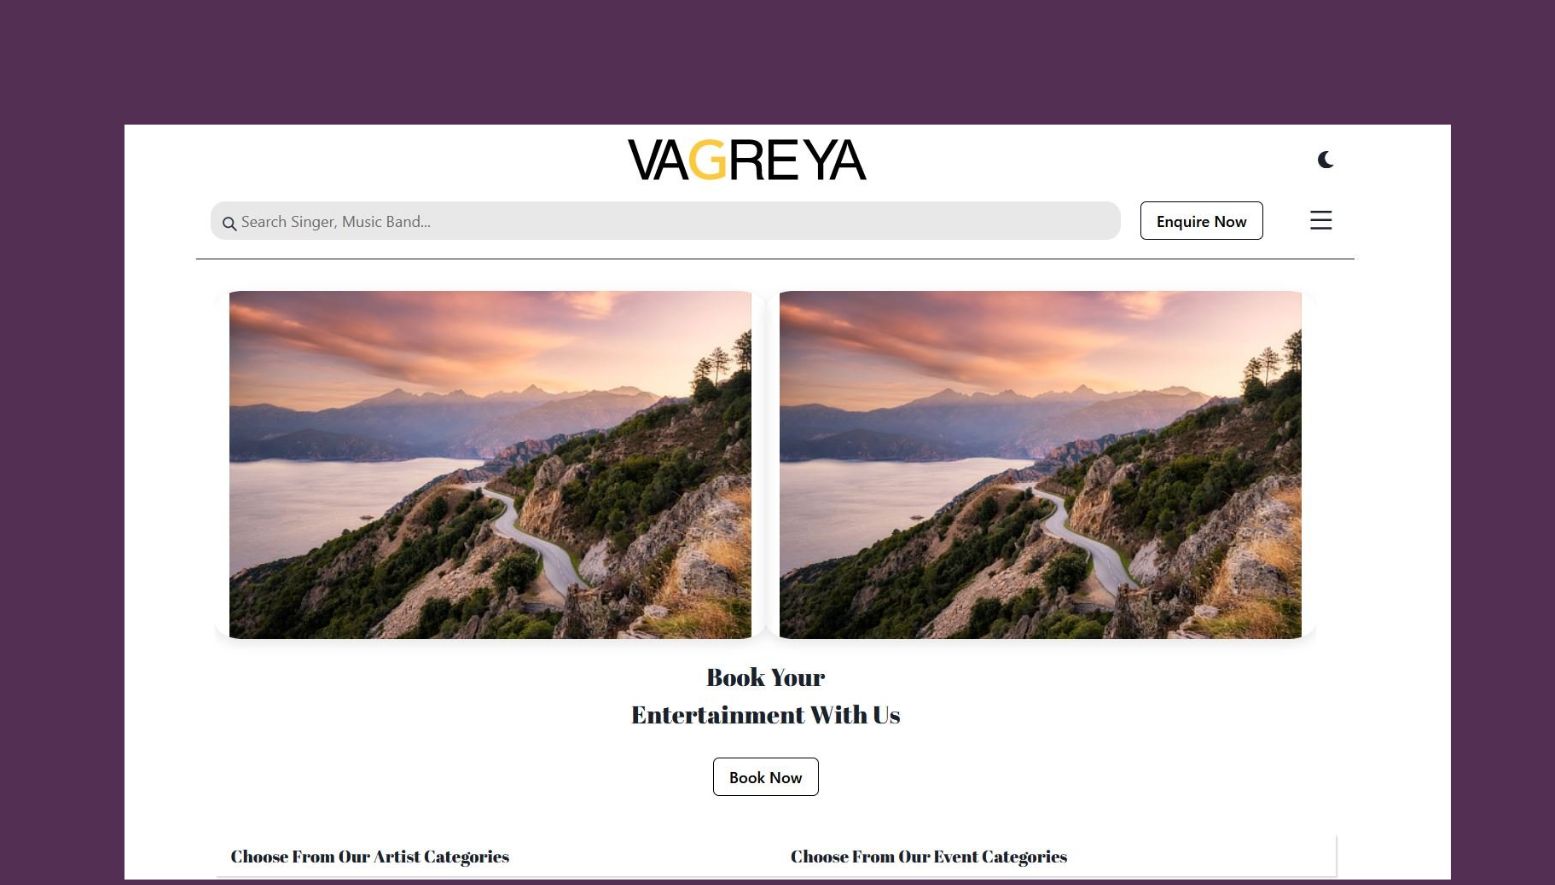 VAGREYA
Search Singer, Music Band...
Enquire Now
Book Your
Entertainment With Us
Book Now
Choose From Our Artist Categories
Choose From Our Event Categories